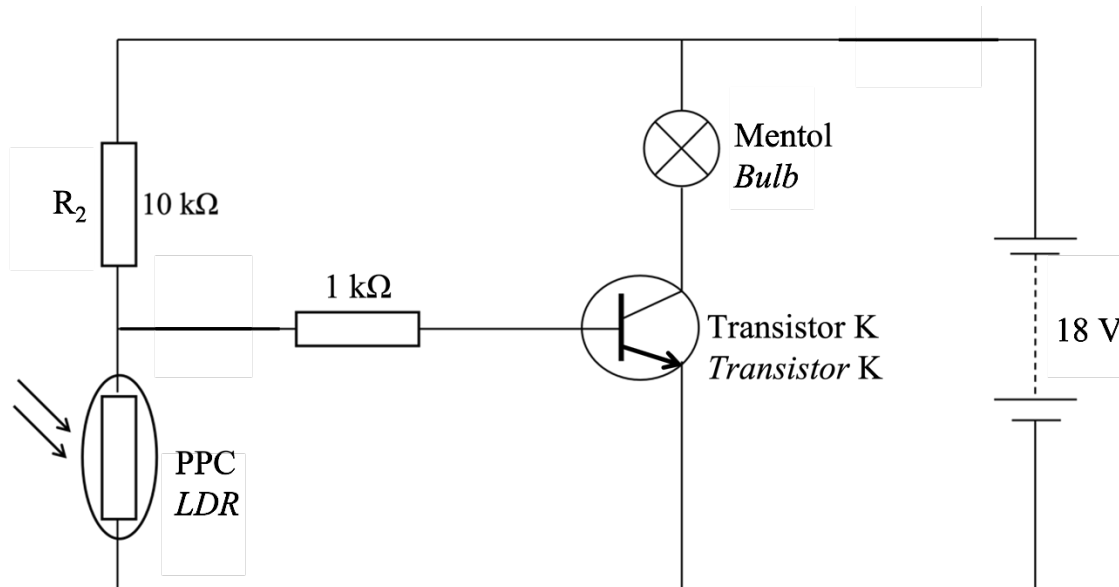 Mentol
Bulb
R₂
10 kΩ
1 kΩ
Transistor K
Transistor K
18 V
PPC
LDR